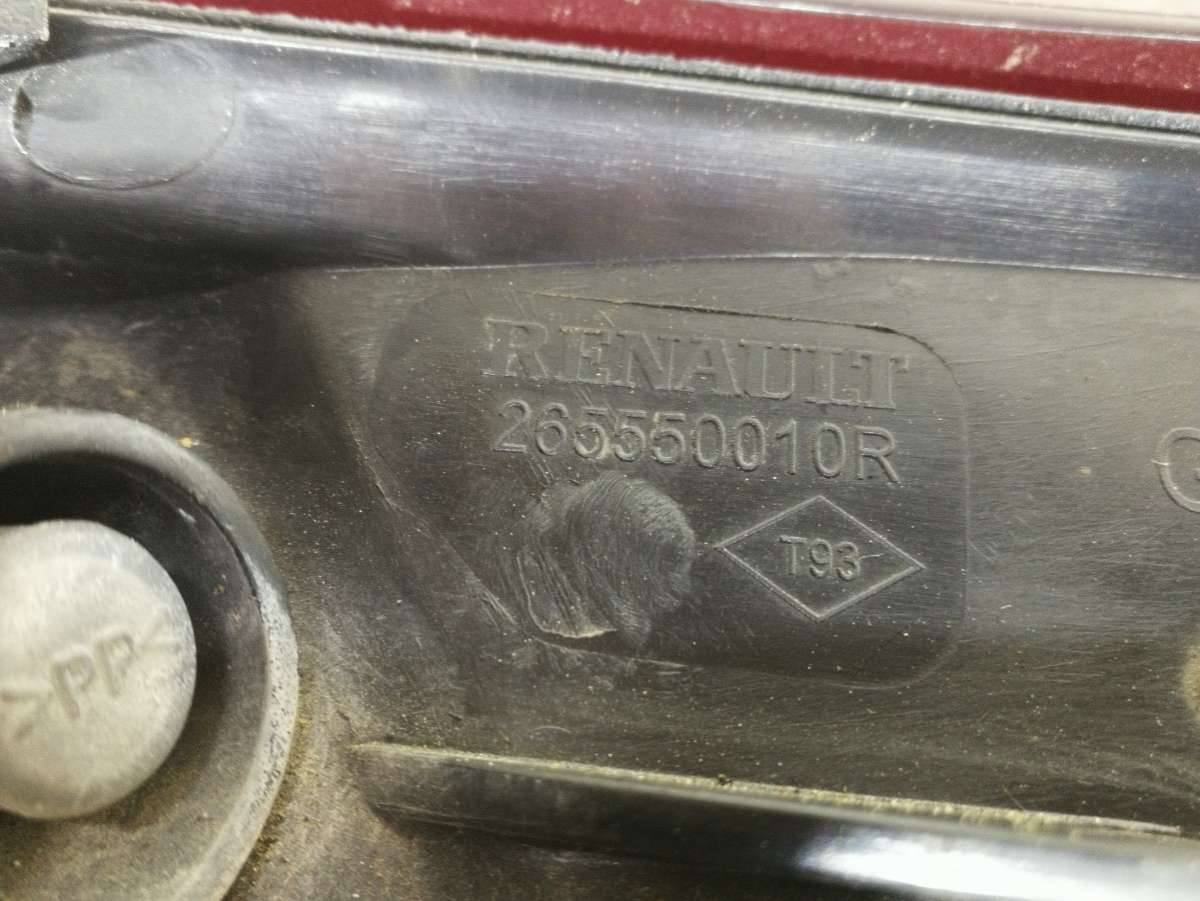 RENAULT
265550010R
T93
>PP<